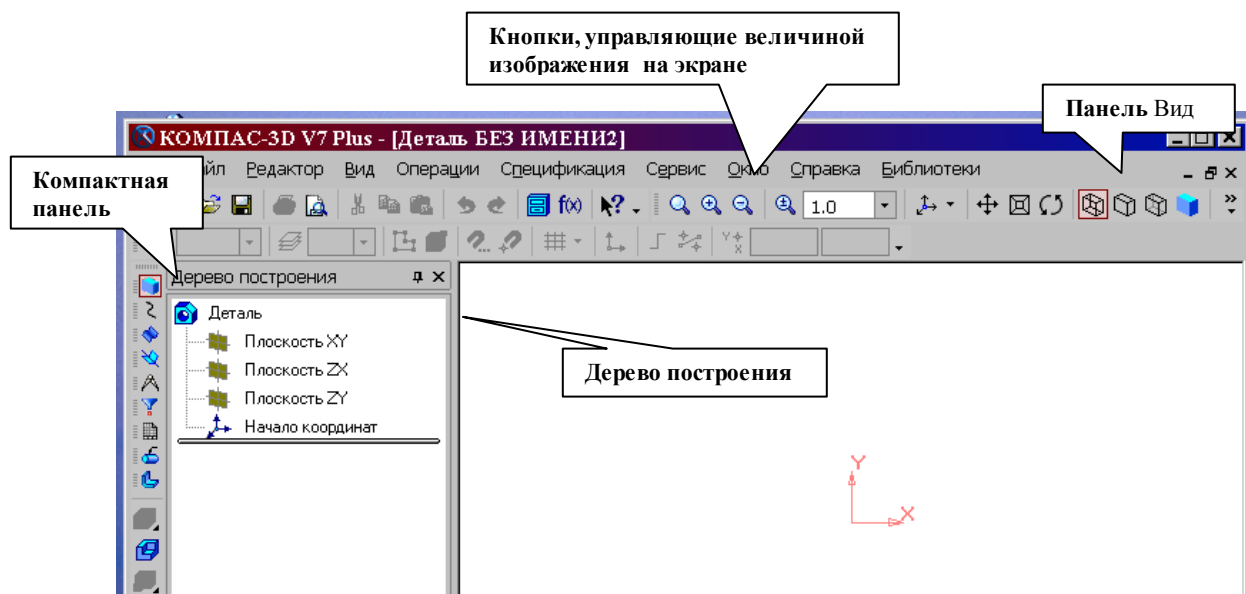 Кнопки, управляющие величиной
изображения на экране
Панель Вид
КОМПАС-3D V7 Plus - [Деталь БЕЗ ИМЕНИ2]
Редактор Вид Операции Спецификация Сервис Окно Справка Библиотеки
Компактная
панель
f(x) 1.0
Дерево построения
Деталь
Плоскость XY
Плоскость ZX
Плоскость ZY
Начало координат
Дерево построения
Y
X